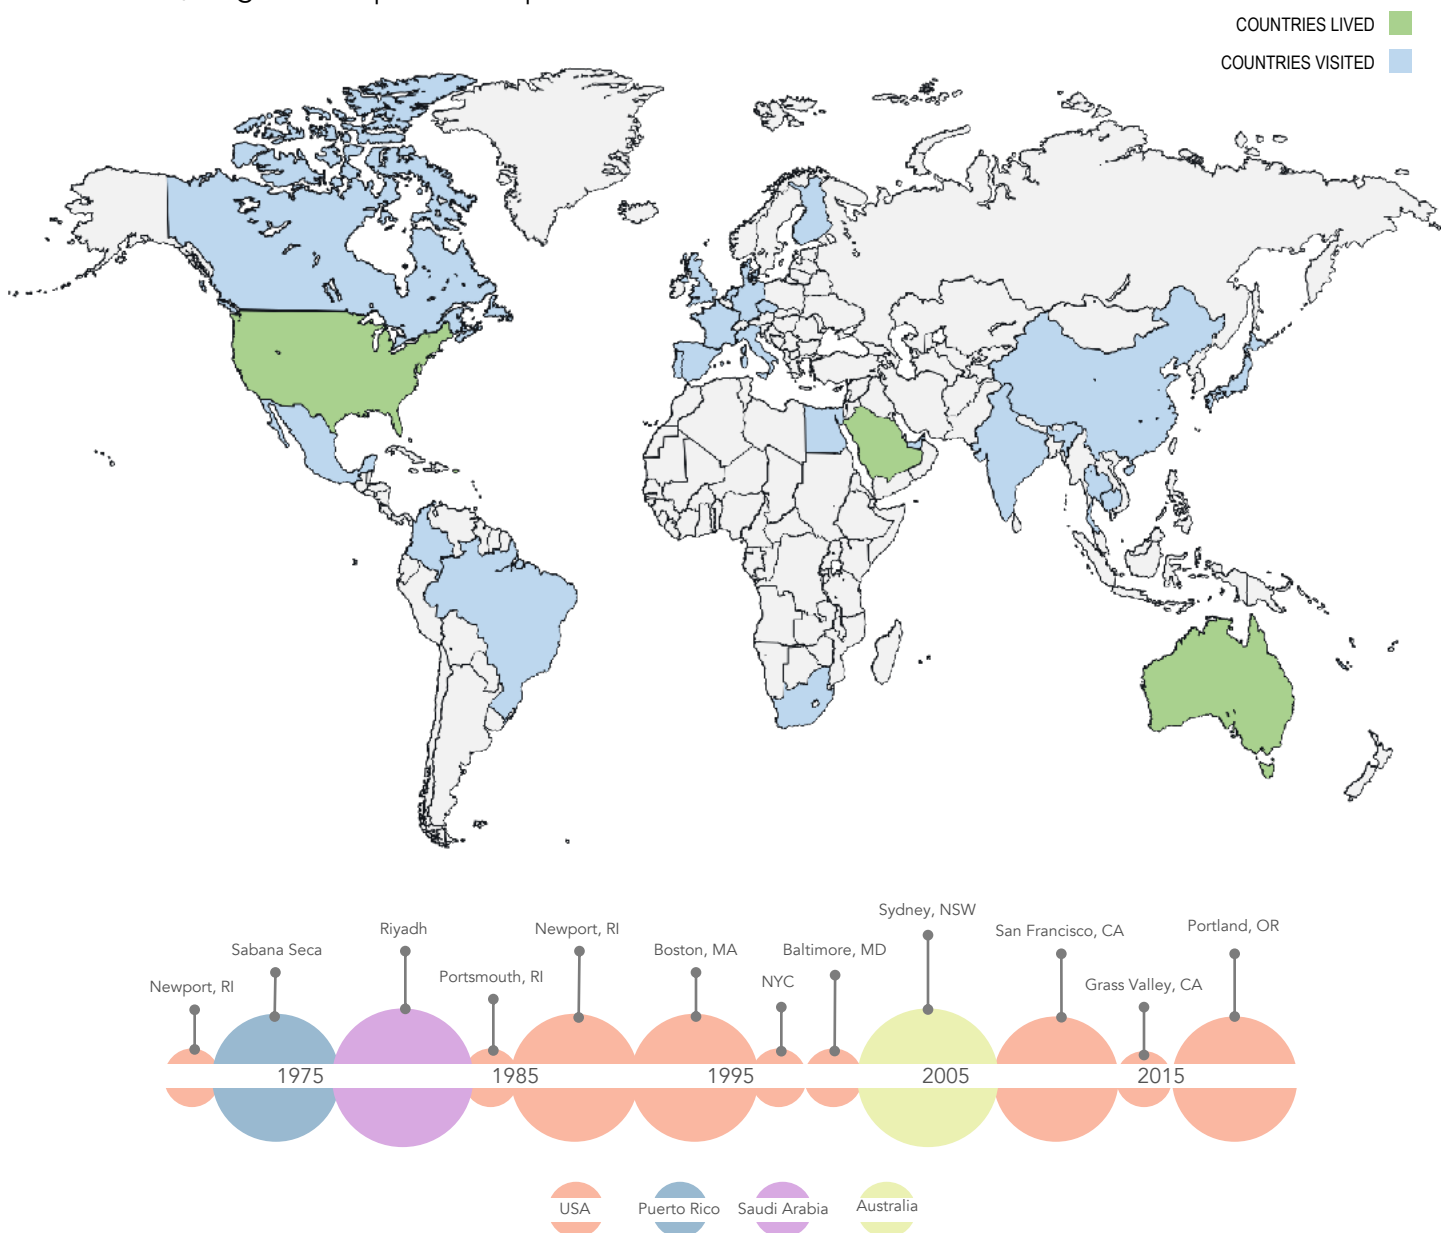 COUNTRIES LIVED
COUNTRIES VISITED
Sydney, NSW
Portland, OR
Riyadh
Newport, RI
San Francisco, CA
Sabana Seca
Boston, MA
Baltimore, MD
Portsmouth, RI
NYC
Grass Valley, CA
Newport, RI
1975 1985 1995 2005 2015
USA
Puerto Rico
Saudi Arabia
Australia